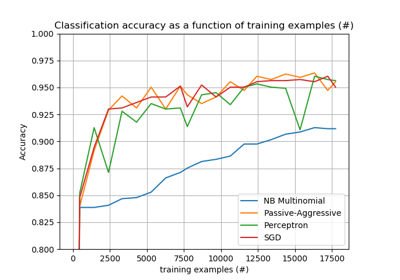 Classification accuracy as a function of training examples (#)
1.000
0.975
0.950
0.925
0.900
0.875
0.850
0.825
0.800
Accuracy
NB Multinomial
Passive-Aggressive
Perceptron
SGD
0 2500 5000 7500 10000 12500 15000 17500
training examples (#)